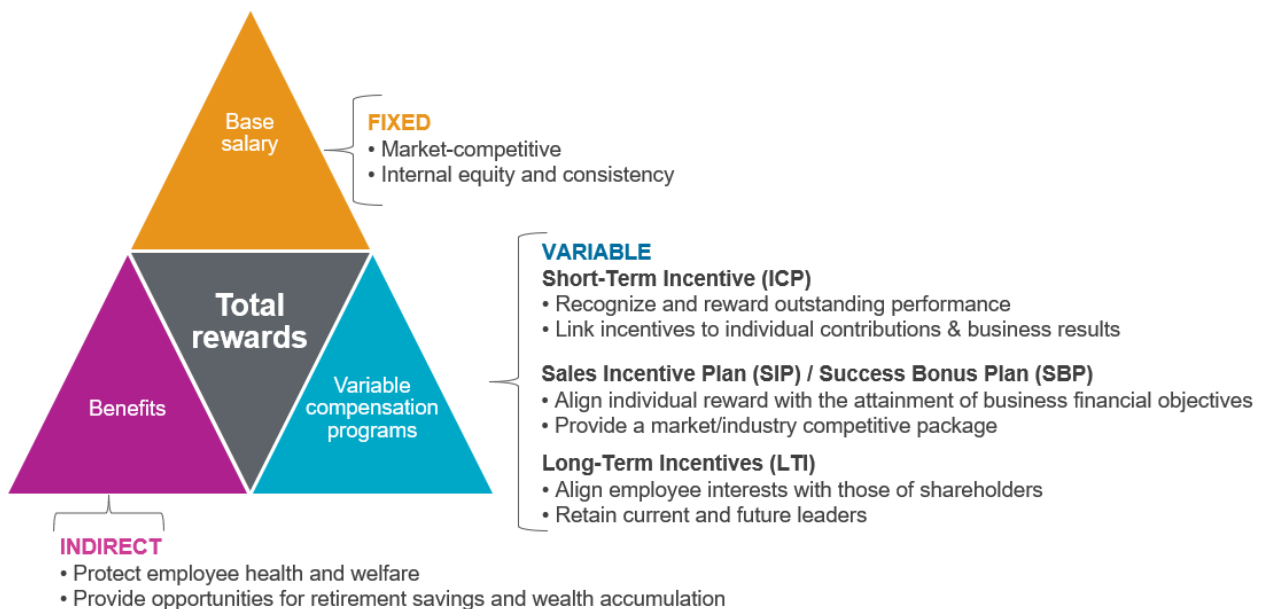 Base
salary
FIXED
• Market-competitive
• Internal equity and consistency
Total
rewards
Benefits
Variable
compensation
programs
VARIABLE
Short-Term Incentive (ICP)
• Recognize and reward outstanding performance
• Link incentives to individual contributions & business results
Sales Incentive Plan (SIP) / Success Bonus Plan (SBP)
• Align individual reward with the attainment of business financial objectives
• Provide a market/industry competitive package
Long-Term Incentives (LTI)
• Align employee interests with those of shareholders
• Retain current and future leaders
INDIRECT
• Protect employee health and welfare
• Provide opportunities for retirement savings and wealth accumulation